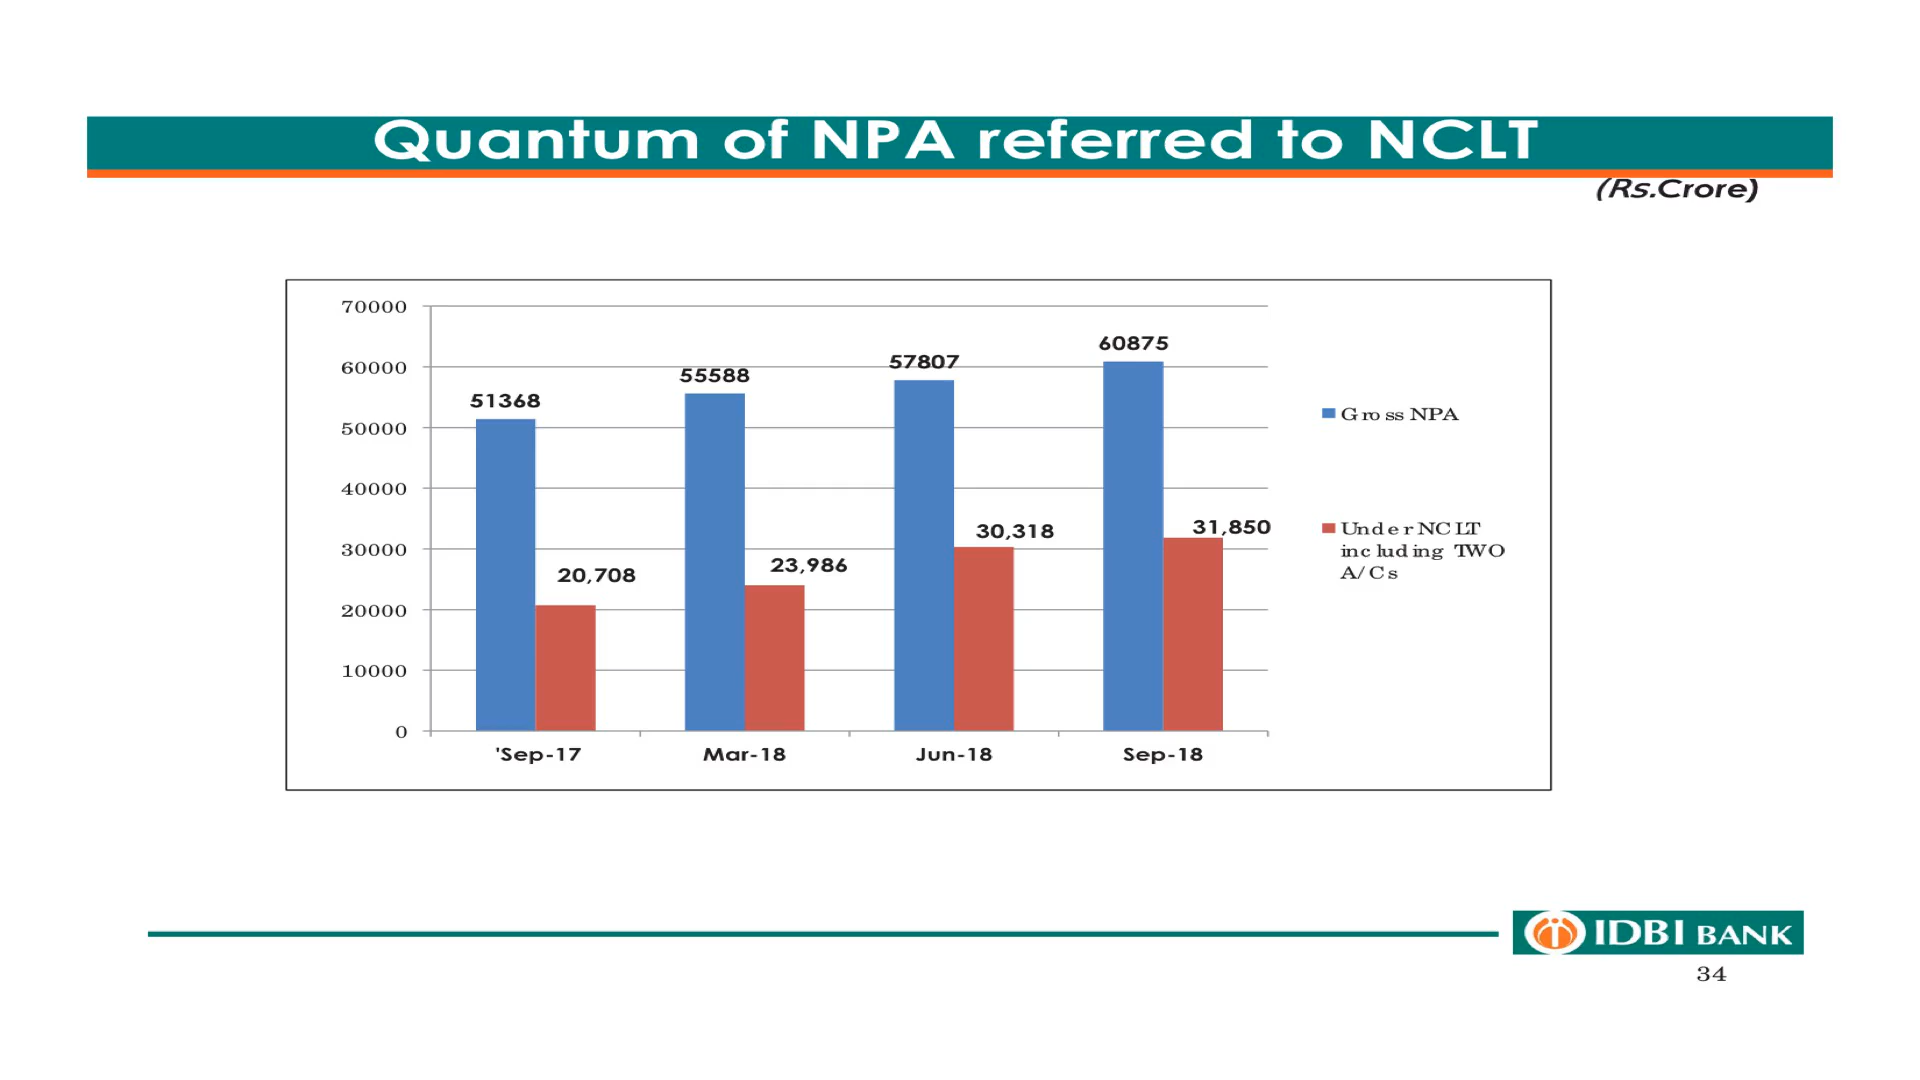 Quantum of NPA referred to NCLT
(Rs.Crore)
70000
60000
50000
40000
30000
20000
10000
0
51368
20,708
55588
23,986
57807
30,318
60875
31,850
'Sep-17
Mar-18
Jun-18
Sep-18
Gross NPA
Under NCLT
including TWO
A/Cs
IDBI BANK
34